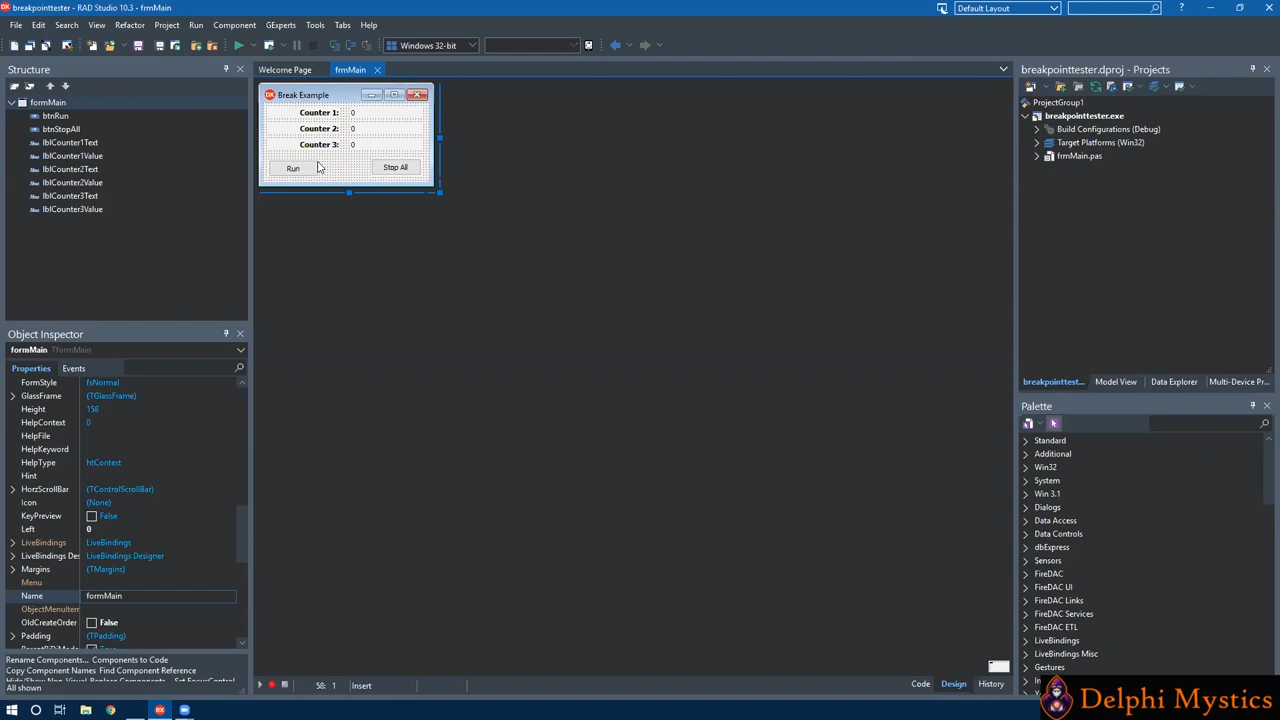 breakpointtester - RAD Studio 10.3 - frmMain
Default Layout
File Edit Search View Refactor Project Run Component GExperts Tools Tabs Help
Windows 32-bit
Structure
formMain
btnRun
btnStopAll
lblCounter1Text
lblCounter1Value
lblCounter2Text
lblCounter2Value
lblCounter3Text
lblCounter3Value
Object Inspector
formMain TformMain
Properties Events
FormStyle fsNormal
GlassFrame (TGlassFrame)
Height 158
HelpContext 0
HelpFile
HelpKeyword
HelpType htContext
Hint
HorzScrollBar (TControlScrollBar)
Icon (None)
KeyPreview False
Left 0
LiveBindings LiveBindings
LiveBindings Des LiveBindings Designer
Margins (TMargins)
Menu
Name formMain
ObjectMenuItem
OldCreateOrder False
Padding (TPadding)
Rename Components... Components to Code
Copy Component Names Find Component Reference
All shown
Welcome Page frmMain
Break Example
Counter 1: 0
Counter 2: 0
Counter 3: 0
Run Stop All
58: 1 Insert
Code Design History
breakpointtester.dproj - Projects
ProjectGroup1
breakpointtester.exe
Build Configurations (Debug)
Target Platforms (Win32)
frmMain.pas
breakpointtest... Model View Data Explorer Multi-Device Pr...
Palette
Standard
Additional
Win32
System
Win 3.1
Dialogs
Data Access
Data Controls
dbExpress
Sensors
FireDAC
FireDAC UI
FireDAC Links
FireDAC Services
FireDAC ETL
LiveBindings
LiveBindings Misc
Gestures
Delphi Mystics